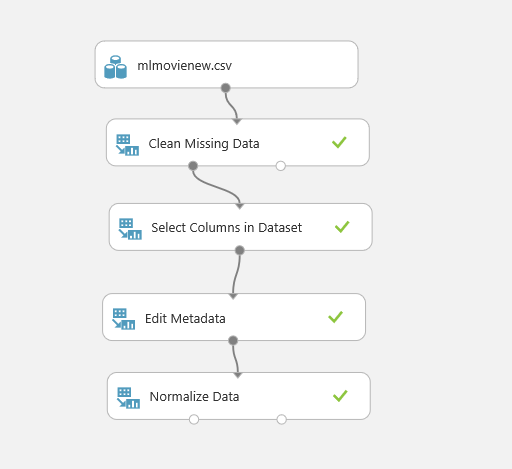 mlmovienew.csv
Clean Missing Data
Select Columns in Dataset
Edit Metadata
Normalize Data